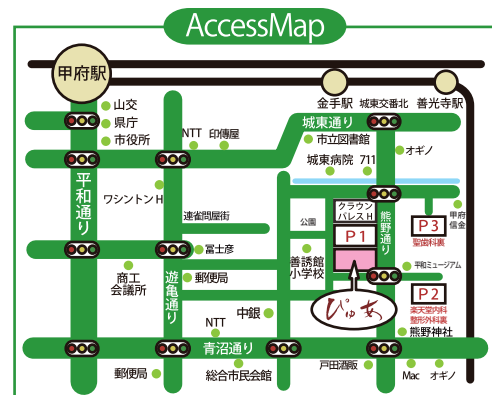 AccessMap
甲府駅
金手駅
城東交番北
善光寺駅
山交
県庁
市役所
NTT
印傳屋
城東通り
市立図書館
城東病院
711
オギノ
平和通り
ワシントンH
連雀問屋街
公園
クラウン
パレスH
熊野通り
P1
P3
聖歯科裏
甲府
信金
冨士彦
善誘館
小学校
平和ミュージアム
商工
会議所
遊亀通り
郵便局
ぴゅあ
P2
楽天堂内科
整形外科裏
中銀
NTT
青沼通り
熊野神社
郵便局
総合市民会館
戸田酒販
Mac
オギノ